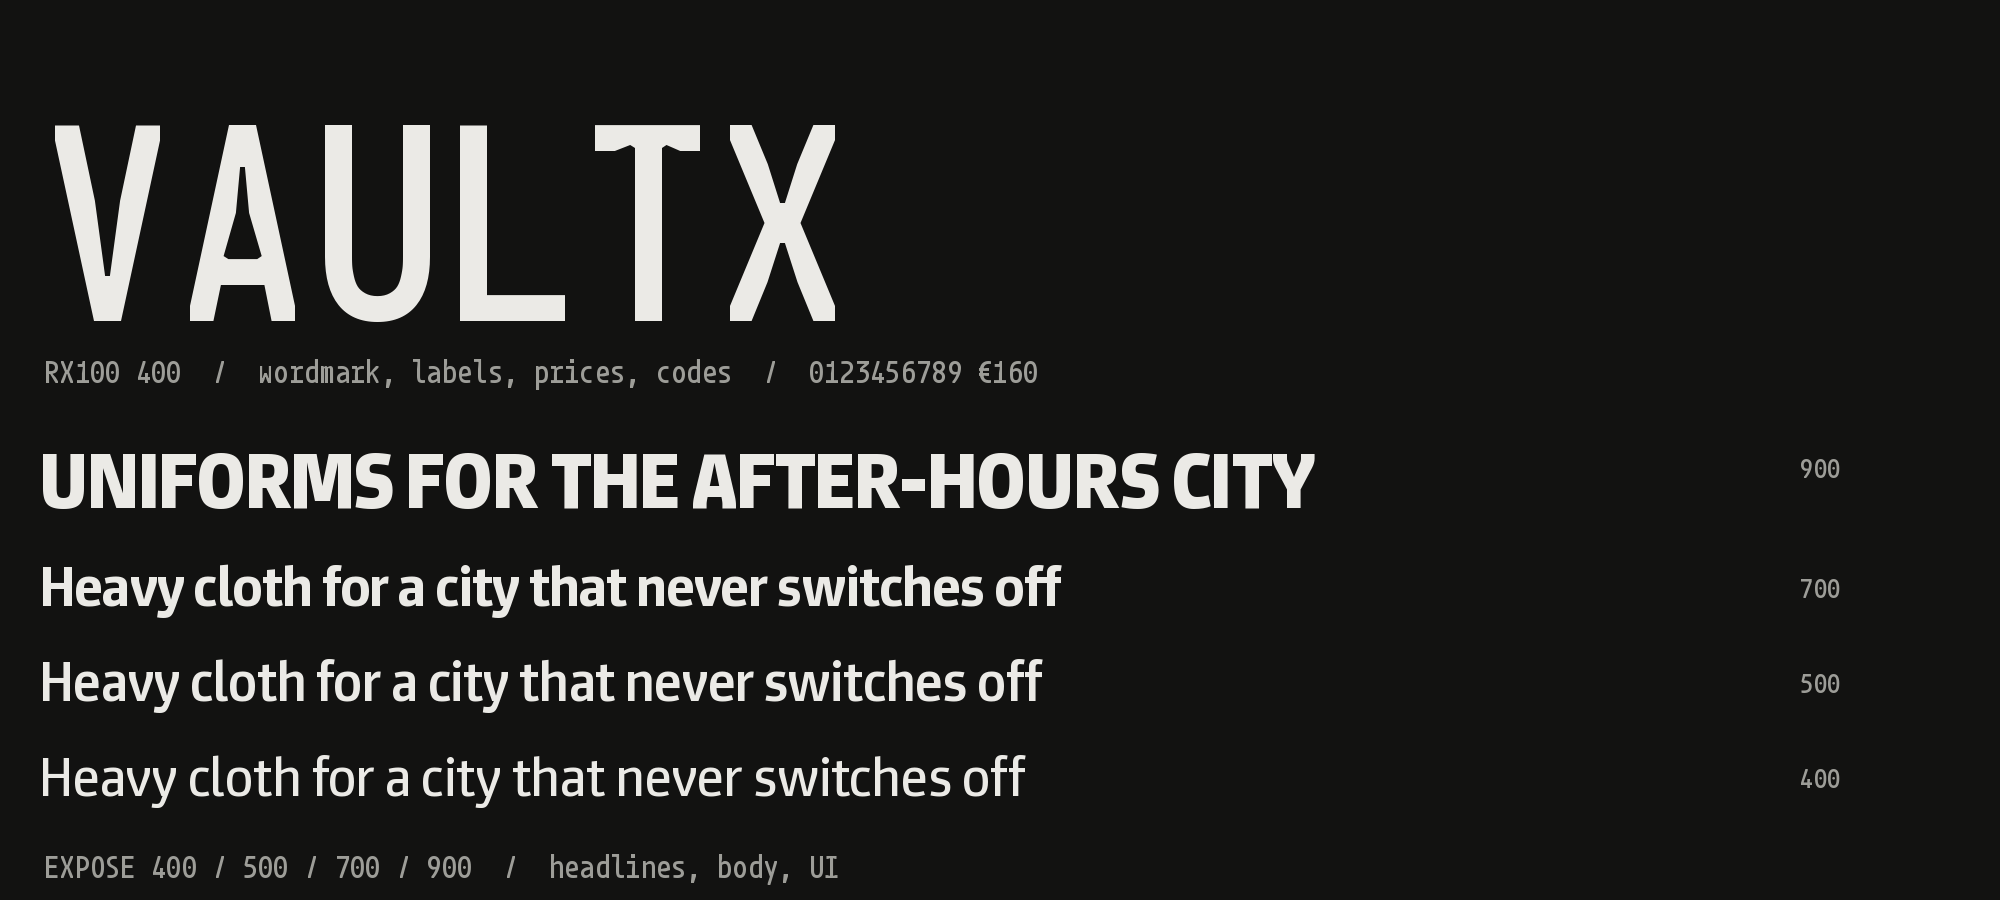 VAULTX
RX100 400 / wordmark, labels, prices, codes / 0123456789 €160
UNIFORMS FOR THE AFTER-HOURS CITY 900
Heavy cloth for a city that never switches off 700
Heavy cloth for a city that never switches off 500
Heavy cloth for a city that never switches off 400
EXPOSE 400 / 500 / 700 / 900 / headlines, body, UI